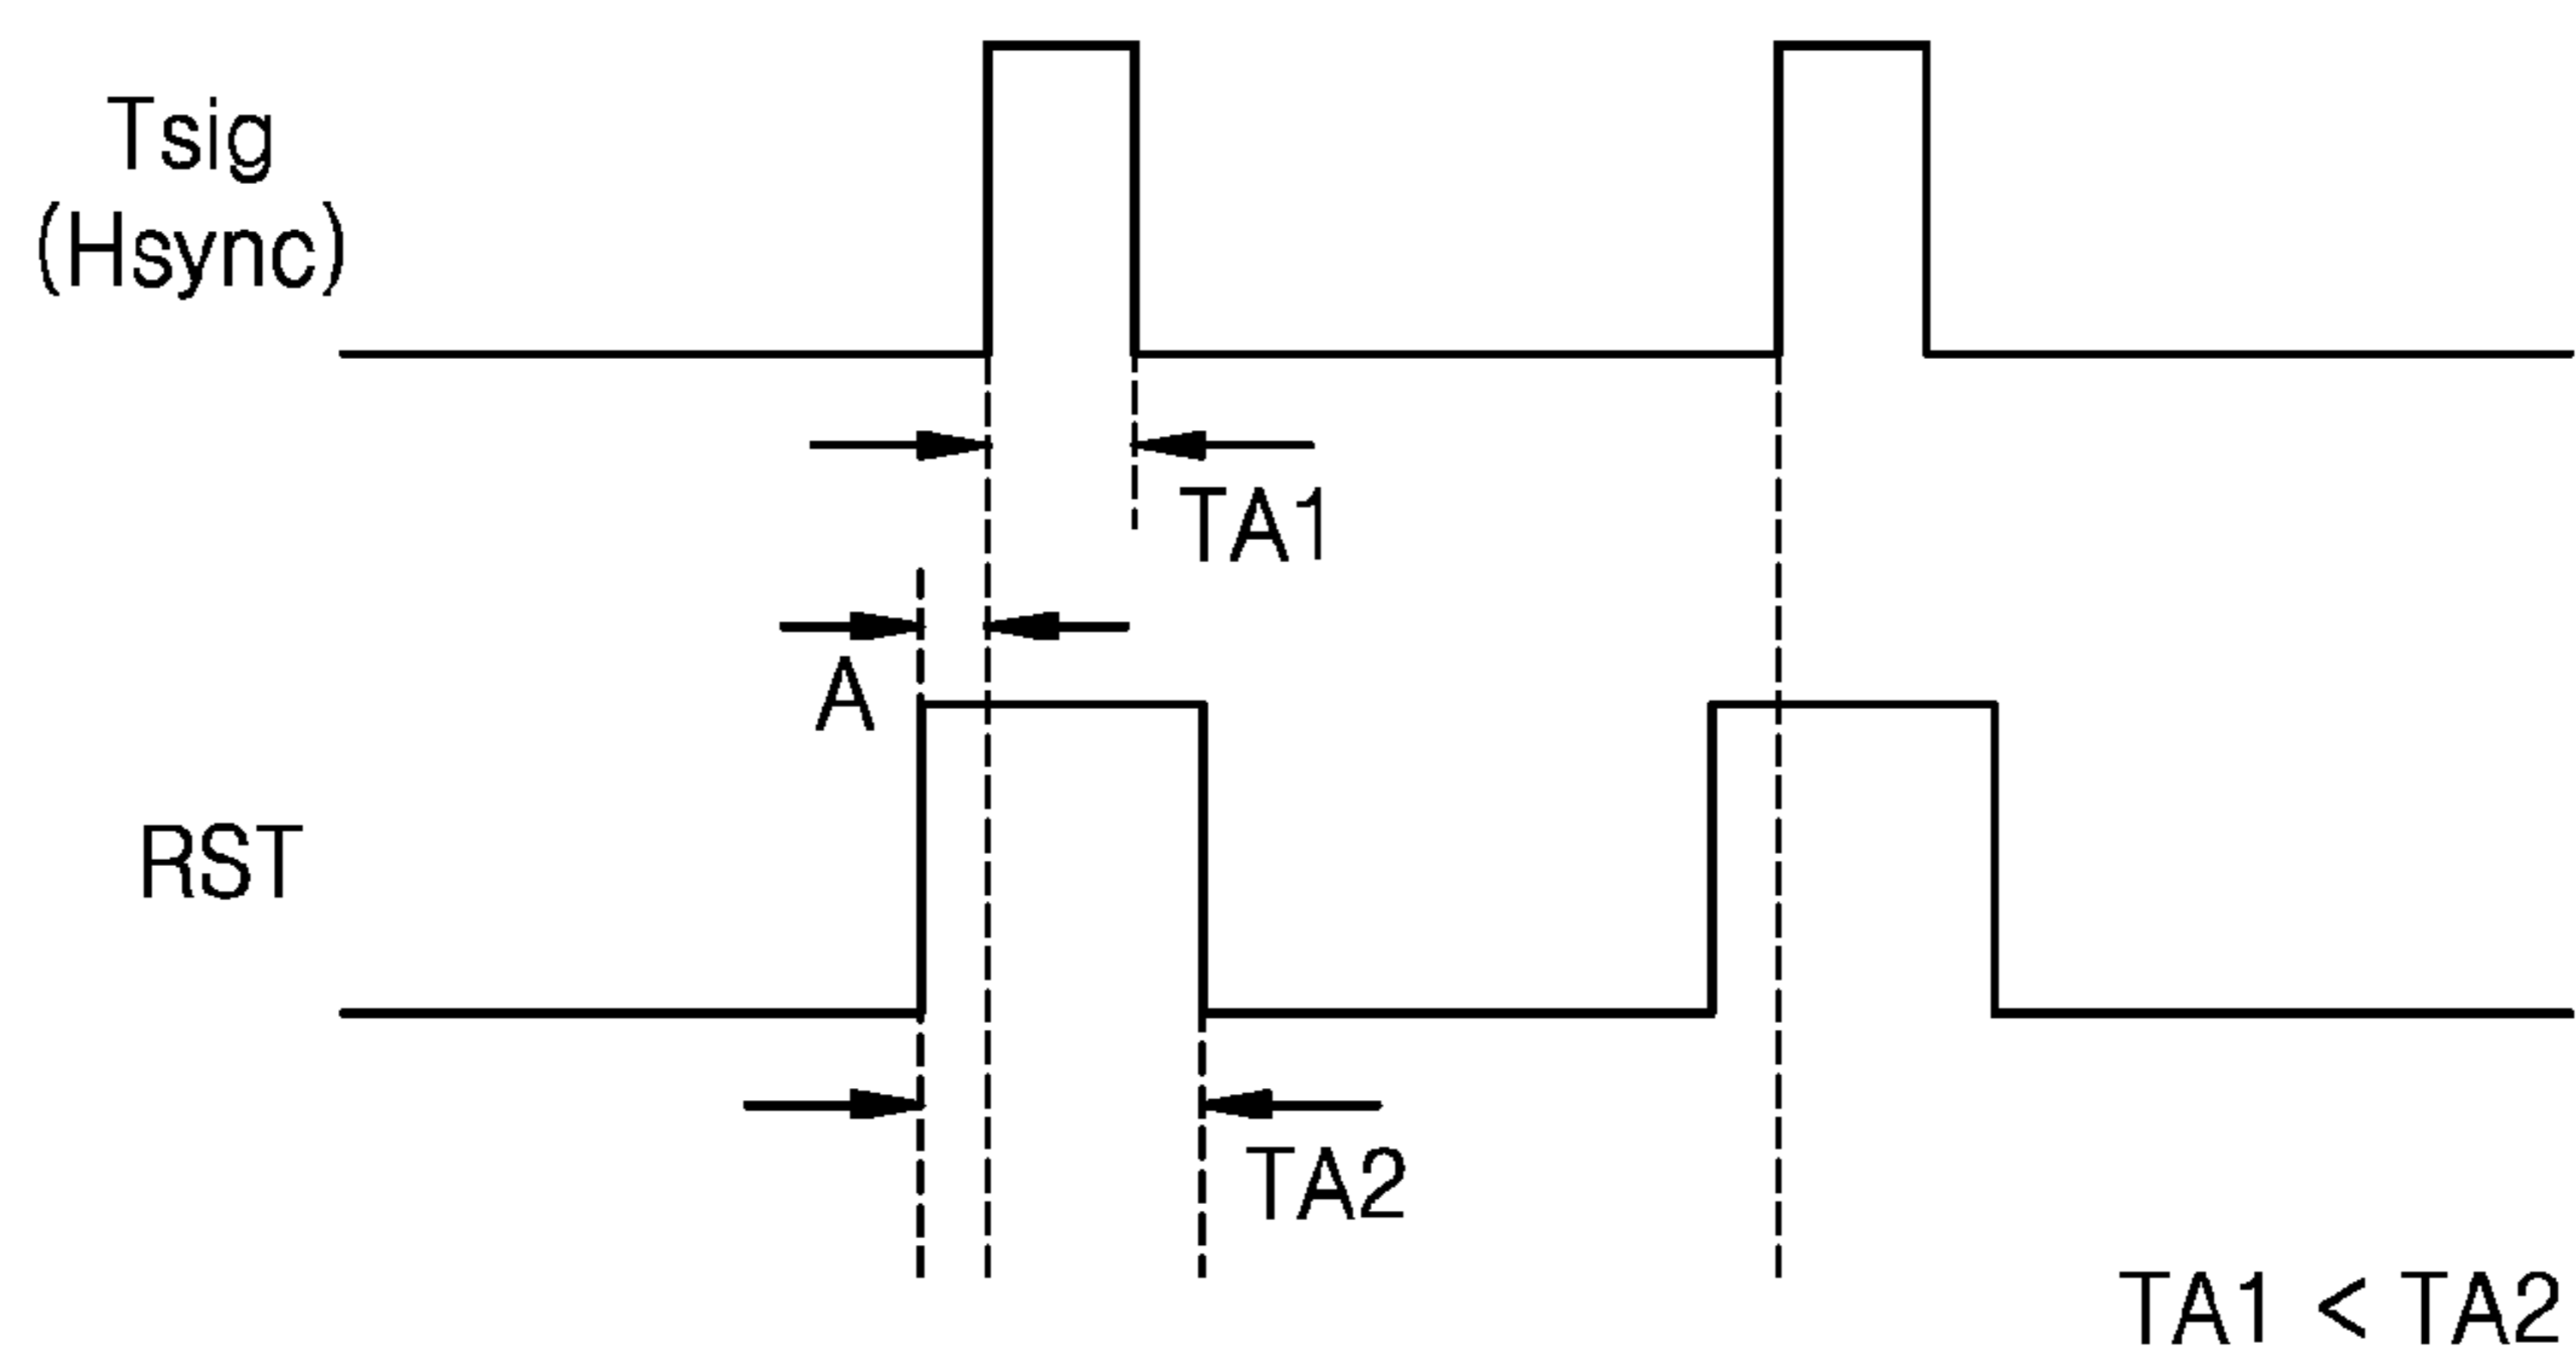 Tsig
(Hsync)
TA1
A
RST
TA2
TA1 < TA2